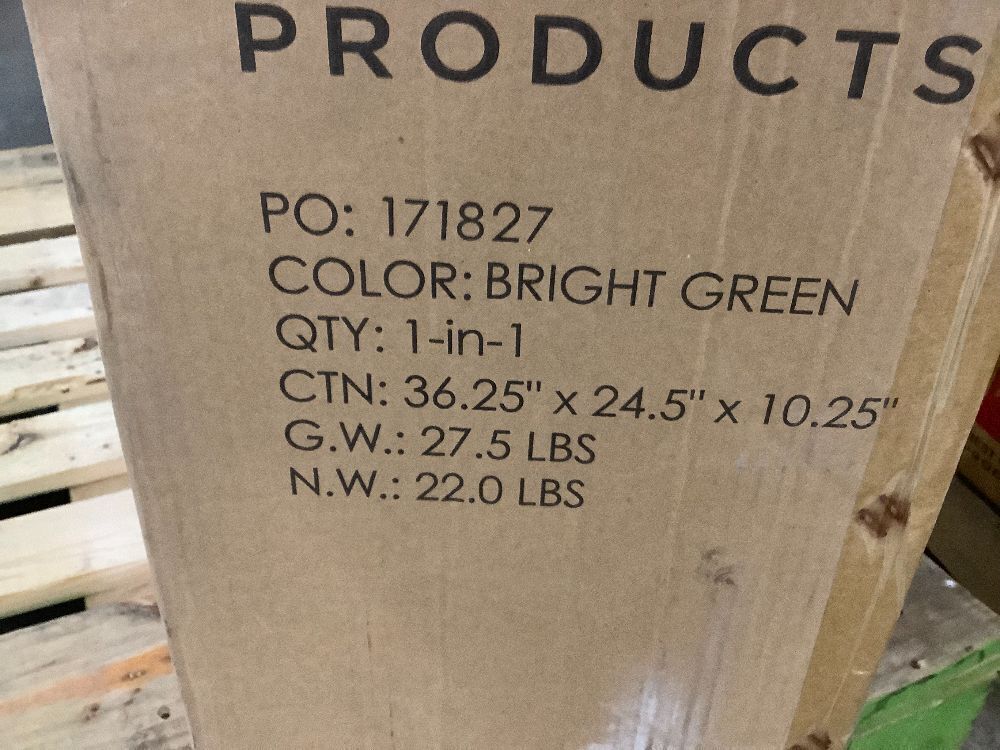 PRODUCTS
PO: 171827
COLOR: BRIGHT GREEN
QTY: 1-in-1
CTN: 36.25" x 24.5" x 10.25"
G.W.: 27.5 LBS
N.W.: 22.0 LBS